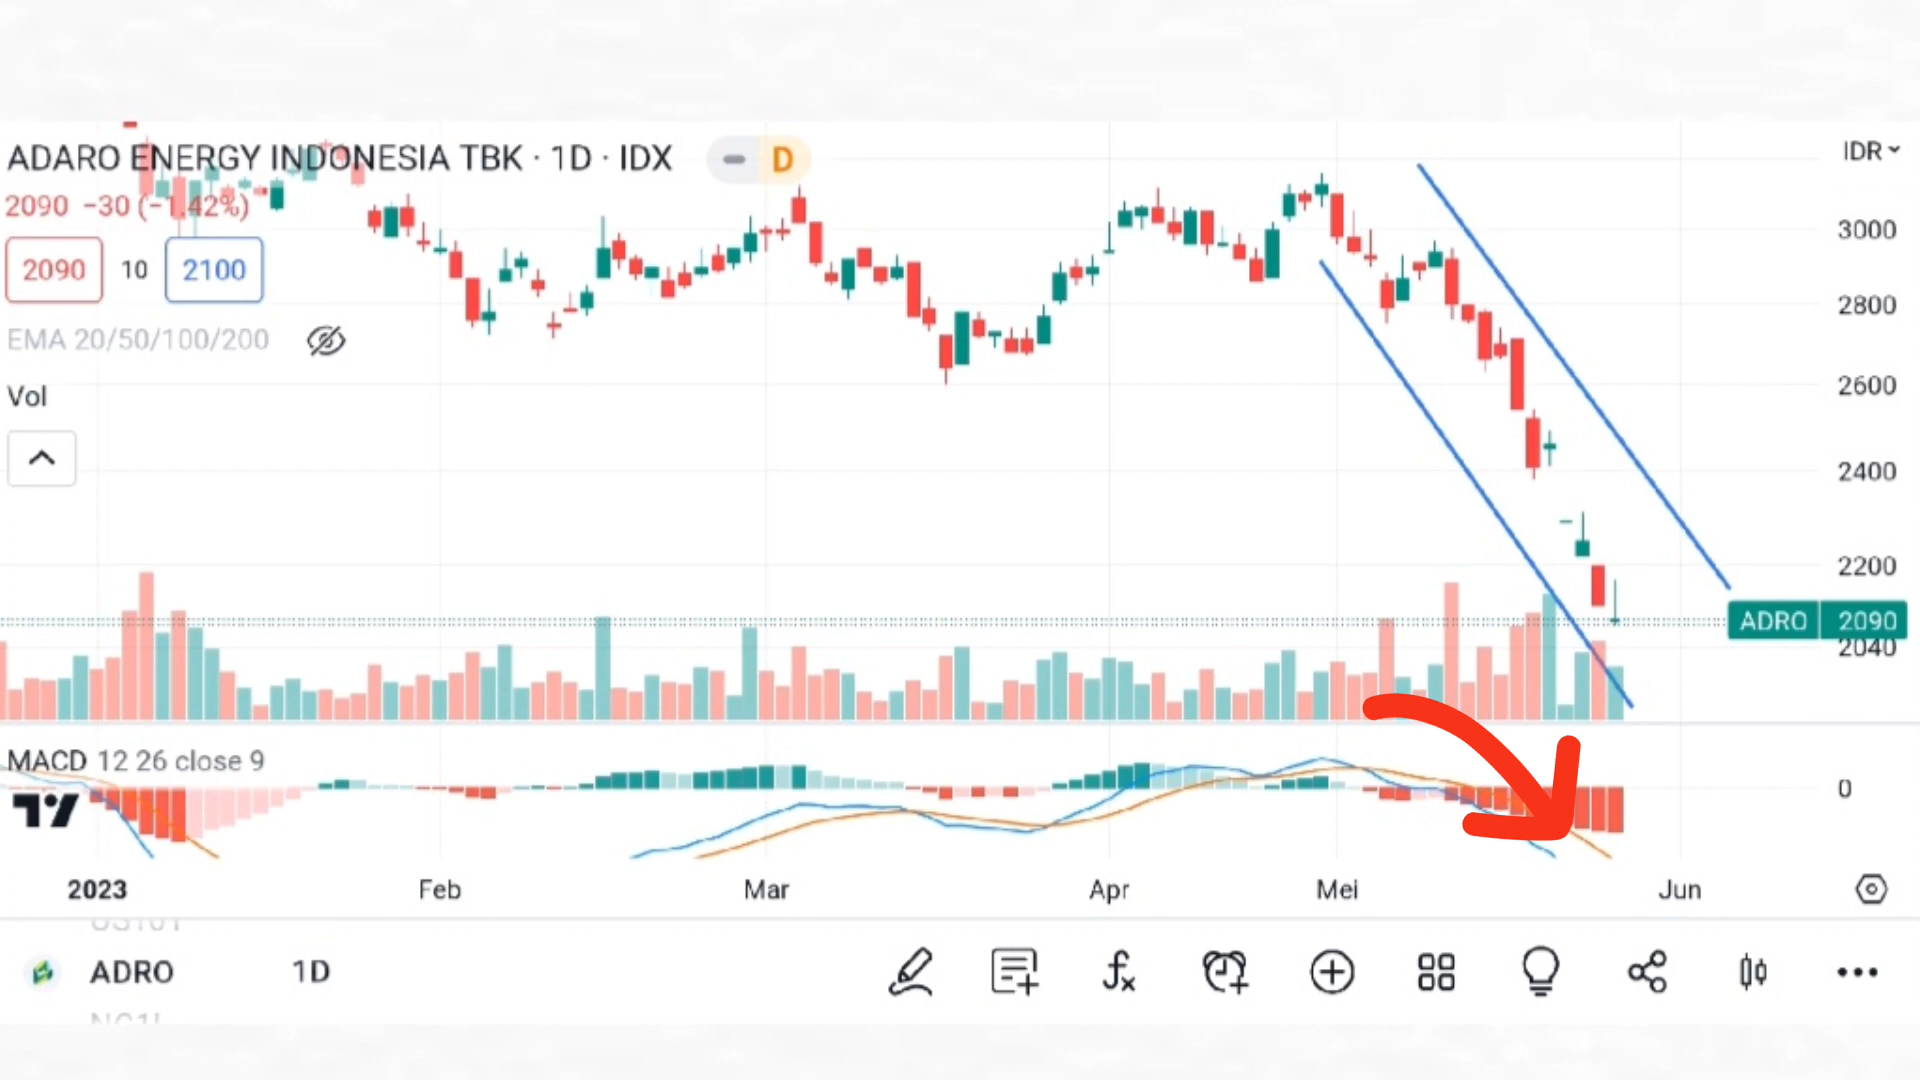 ADARO ENERGY INDONESIA TBK · 1D · IDX
D
IDR
2090 −30 (−1.42%)
2090 10 2100
EMA 20/50/100/200
Vol
3000
2800
2600
2400
2200
ADRO 2090
2040
MACD 12 26 close 9
0
2023 Feb Mar Apr Mei Jun
ADRO 1D